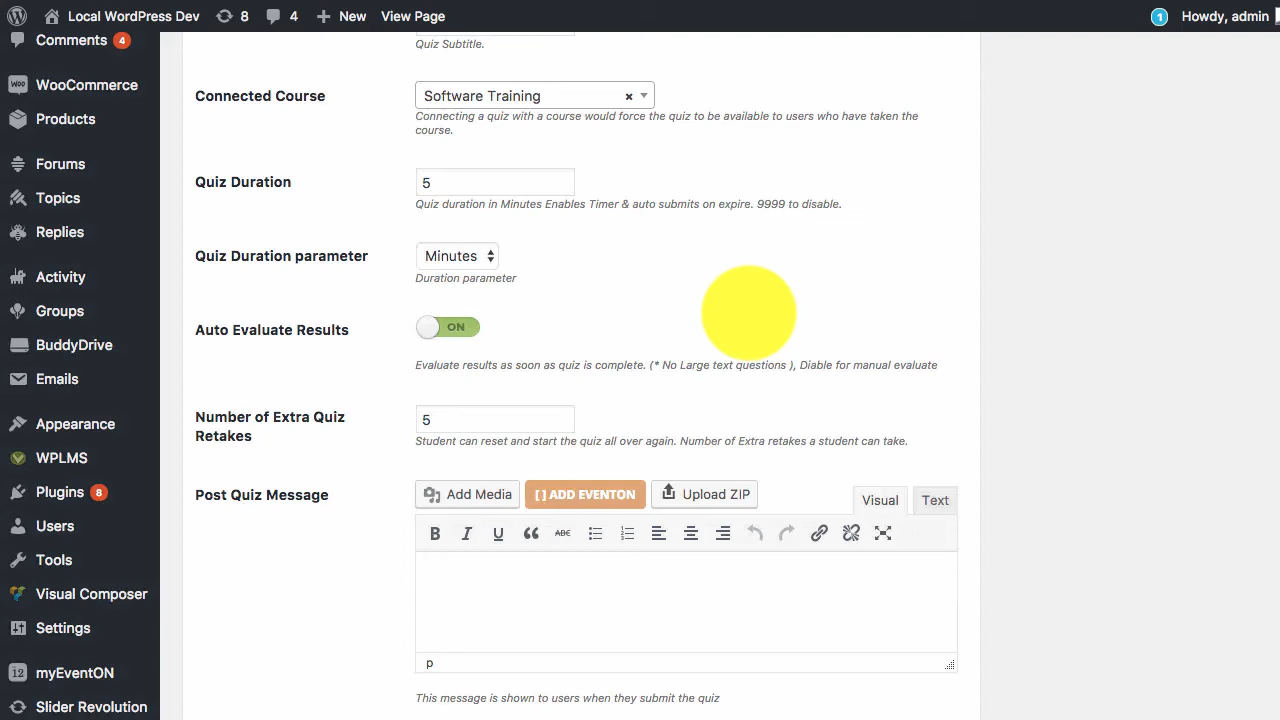 Local WordPress Dev 8 4 New View Page 1 Howdy, admin
Comments 4
WooCommerce
Products
Forums
Topics
Replies
Activity
Groups
BuddyDrive
Emails
Appearance
WPLMS
Plugins 8
Users
Tools
Visual Composer
Settings
12 myEventON
Slider Revolution
Quiz Subtitle.
Connected Course
Software Training ×
Connecting a quiz with a course would force the quiz to be available to users who have taken the
course.
Quiz Duration
5
Quiz duration in Minutes Enables Timer & auto submits on expire. 9999 to disable.
Quiz Duration parameter
Minutes
Duration parameter
Auto Evaluate Results
ON
Evaluate results as soon as quiz is complete. (* No Large text questions ), Diable for manual evaluate
Number of Extra Quiz
Retakes
5
Student can reset and start the quiz all over again. Number of Extra retakes a student can take.
Post Quiz Message
Add Media [ ] ADD EVENTON Upload ZIP Visual Text
B I U ABC
p
This message is shown to users when they submit the quiz